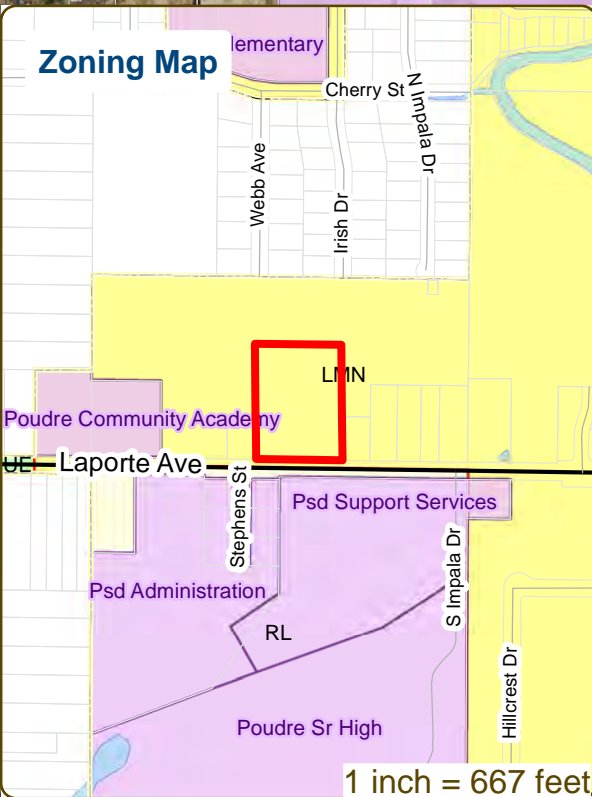 lementary
Zoning Map
Cherry St
N Impala Dr
Webb Ave
Irish Dr
LMN
Poudre Community Academy
UE
Laporte Ave
Stephens St
Psd Support Services
S Impala Dr
Psd Administration
RL
Hillcrest Dr
Poudre Sr High
1 inch = 667 feet